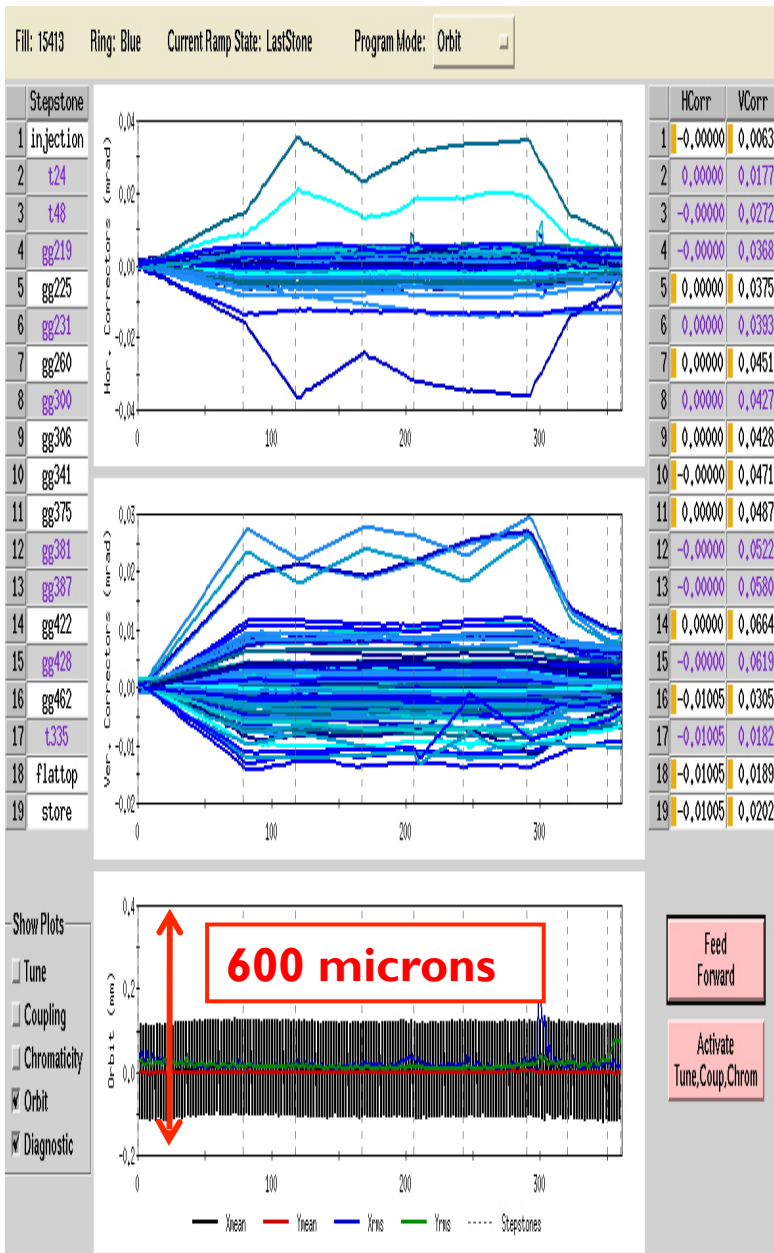 Fill: 15413 Ring: Blue Current Ramp State: LastStone Program Mode: Orbit
Stepstone
1 injection
2 t24
3 t48
4 gg219
5 gg225
6 gg231
7 gg260
8 gg300
9 gg306
10 gg341
11 gg375
12 gg381
13 gg387
14 gg422
15 gg428
16 gg462
17 t335
18 flattop
19 store
Hor. Correctors (mrad)
0.04
0.02
0.00
-0.02
-0.04
0 100 200 300
Ver. Correctors (mrad)
0.03
0.02
0.01
0.00
-0.01
-0.02
0 100 200 300
HCorr VCorr
1 -0.00000 0.0063
2 0.00000 0.0177
3 -0.00000 0.0272
4 -0.00000 0.0368
5 0.00000 0.0375
6 0.00000 0.0393
7 0.00000 0.0451
8 0.00000 0.0427
9 0.00000 0.0428
10 -0.00000 0.0471
11 0.00000 0.0487
12 -0.00000 0.0522
13 -0.00000 0.0580
14 0.00000 0.0664
15 -0.00000 0.0619
16 -0.01005 0.0305
17 -0.01005 0.0182
18 -0.01005 0.0189
19 -0.01005 0.0202
Show Plots
Tune
Coupling
Chromaticity
Orbit
Diagnostic
Orbit (mm)
0.4
0.2
0.0
-0.2
600 microns
0 100 200 300
Xmean Ymean Xrms Yrms Stepstones
Feed
Forward
Activate
Tune,Coup,Chrom